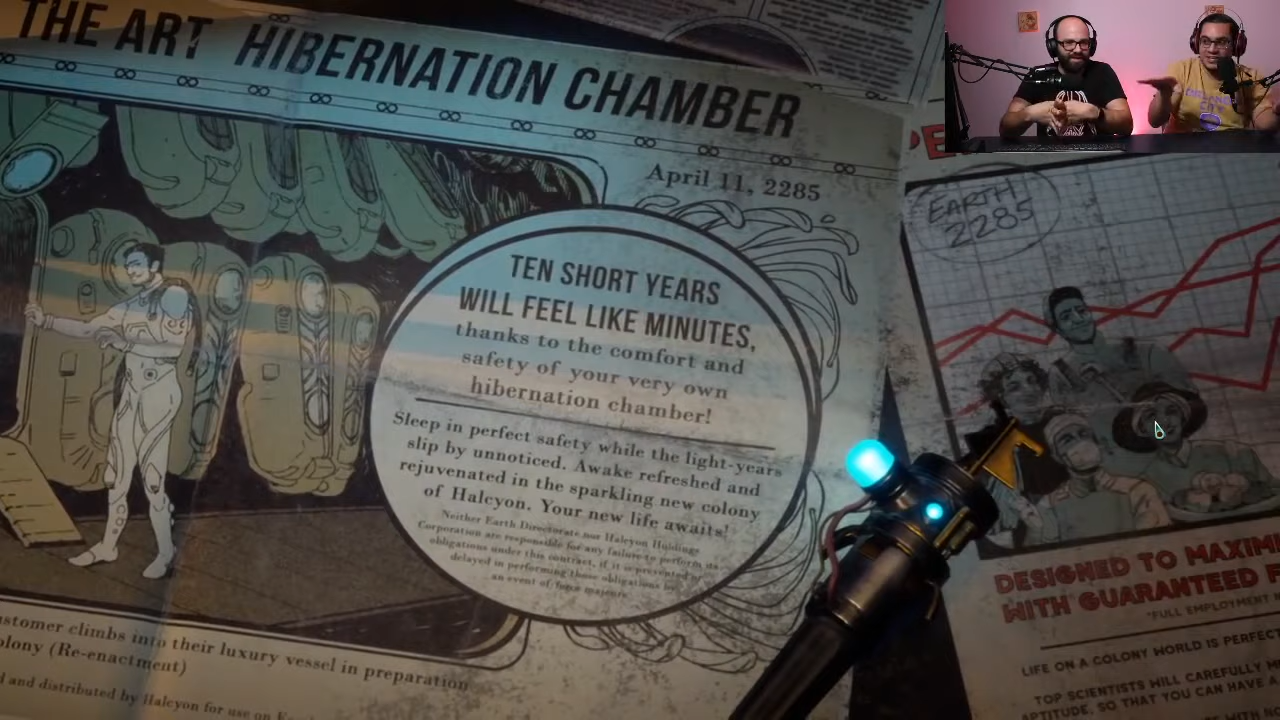 THE ART HIBERNATION CHAMBER
April 11, 2285
TEN SHORT YEARS
WILL FEEL LIKE MINUTES,
thanks to the comfort and
safety of your very own
hibernation chamber!
Sleep in perfect safety while the light-years
slip by unnoticed. Awake refreshed and
rejuvenated in the sparkling new colony
of Halcyon. Your new life awaits!
Neither Earth Directorate nor Halcyon Holdings
Corporation are responsible for any failure to perform its
obligations under this contract, if it is prevented or
delayed in performing those obligations by
an event of force majeure.
ustomer climbs into their luxury vessel in preparation
olony (Re-enactment)
d and distributed by Halcyon for use on
PE
EARTH
2285
DESIGNED TO MAXIM
WITH GUARANTEED F
"FULL EMPLOYMENT
LIFE ON A COLONY WORLD IS PERFECT
TOP SCIENTISTS WILL CAREFULLY M
APTITUDE, SO THAT YOU CAN HAVE A